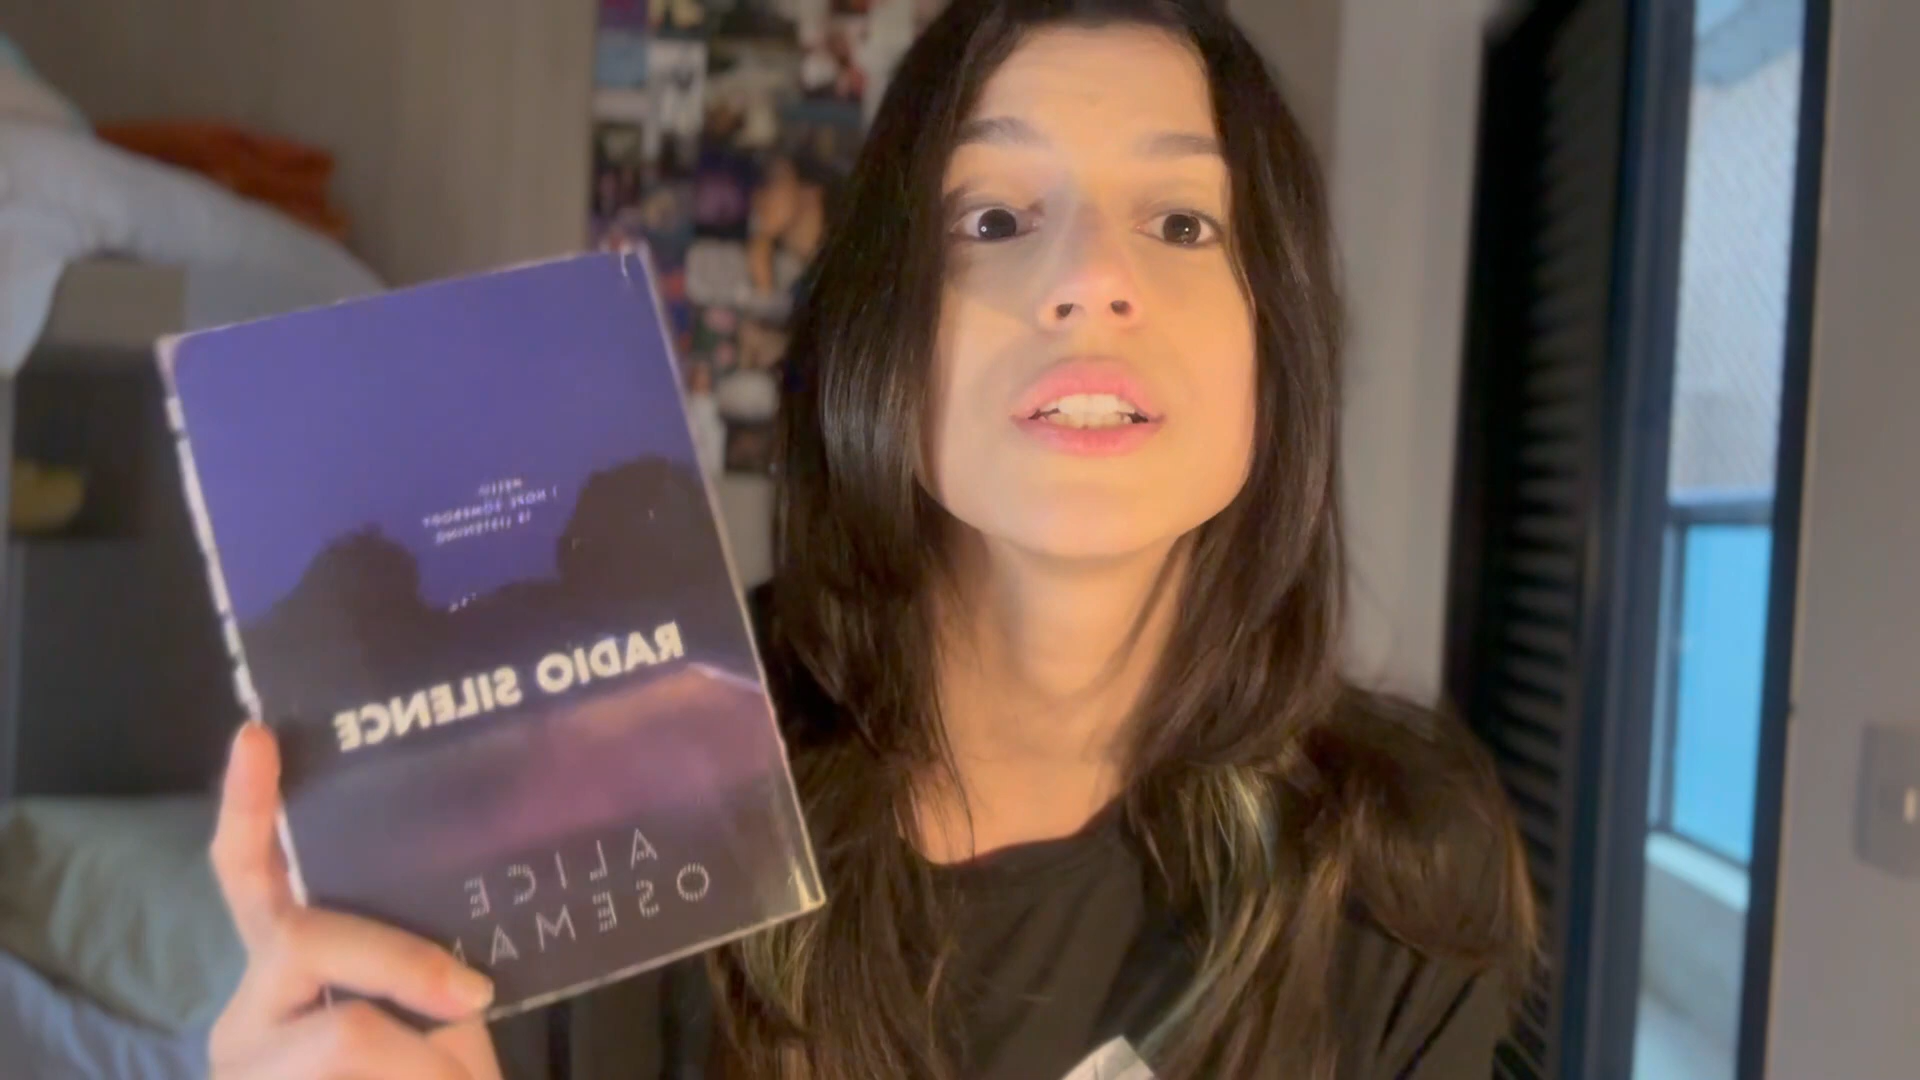 HELLO.
I HOPE SOMEBODY
IS LISTENING.
RADIO SILENCE
ALICE
OSEMAN